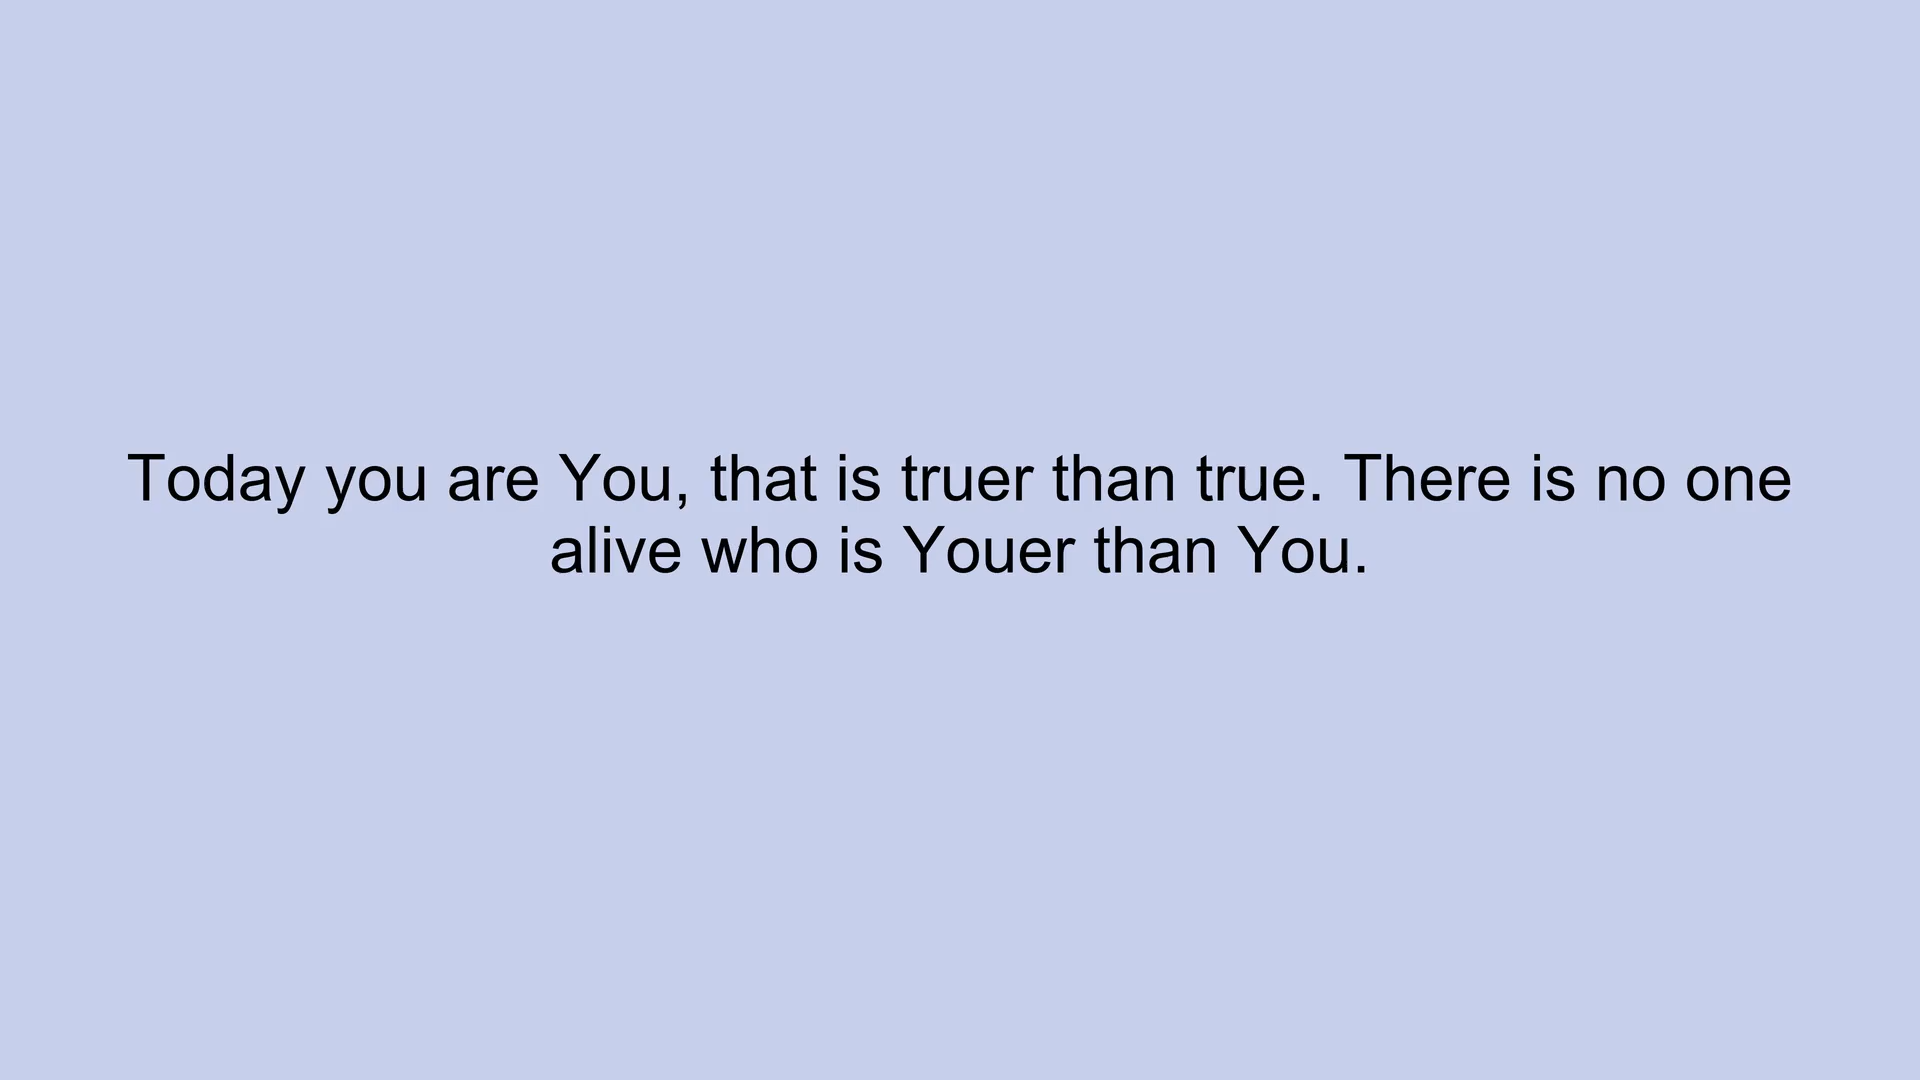 Today you are You, that is truer than true. There is no one
alive who is Youer than You.